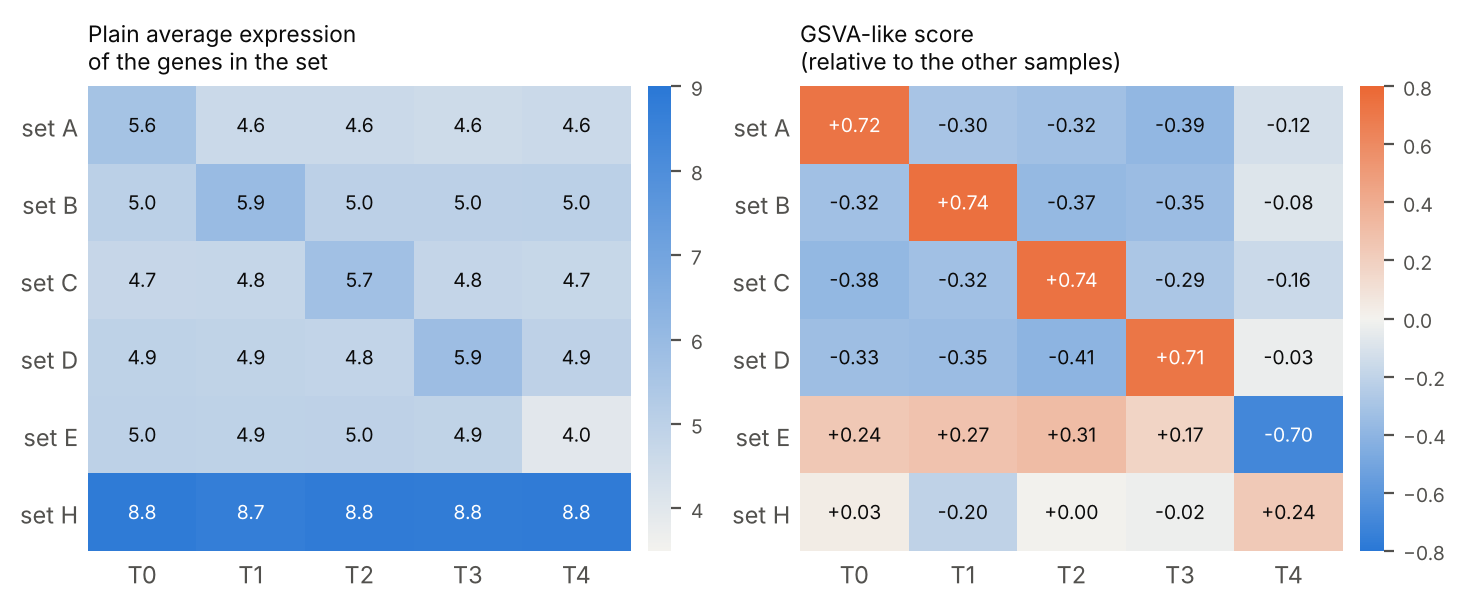 Plain average expression
of the genes in the set
set A 5.6 4.6 4.6 4.6 4.6
set B 5.0 5.9 5.0 5.0 5.0
set C 4.7 4.8 5.7 4.8 4.7
set D 4.9 4.9 4.8 5.9 4.9
set E 5.0 4.9 5.0 4.9 4.0
set H 8.8 8.7 8.8 8.8 8.8
T0 T1 T2 T3 T4
9
8
7
6
5
4
GSVA-like score
(relative to the other samples)
set A +0.72 -0.30 -0.32 -0.39 -0.12
set B -0.32 +0.74 -0.37 -0.35 -0.08
set C -0.38 -0.32 +0.74 -0.29 -0.16
set D -0.33 -0.35 -0.41 +0.71 -0.03
set E +0.24 +0.27 +0.31 +0.17 -0.70
set H +0.03 -0.20 +0.00 -0.02 +0.24
T0 T1 T2 T3 T4
0.8
0.6
0.4
0.2
0.0
−0.2
−0.4
−0.6
−0.8